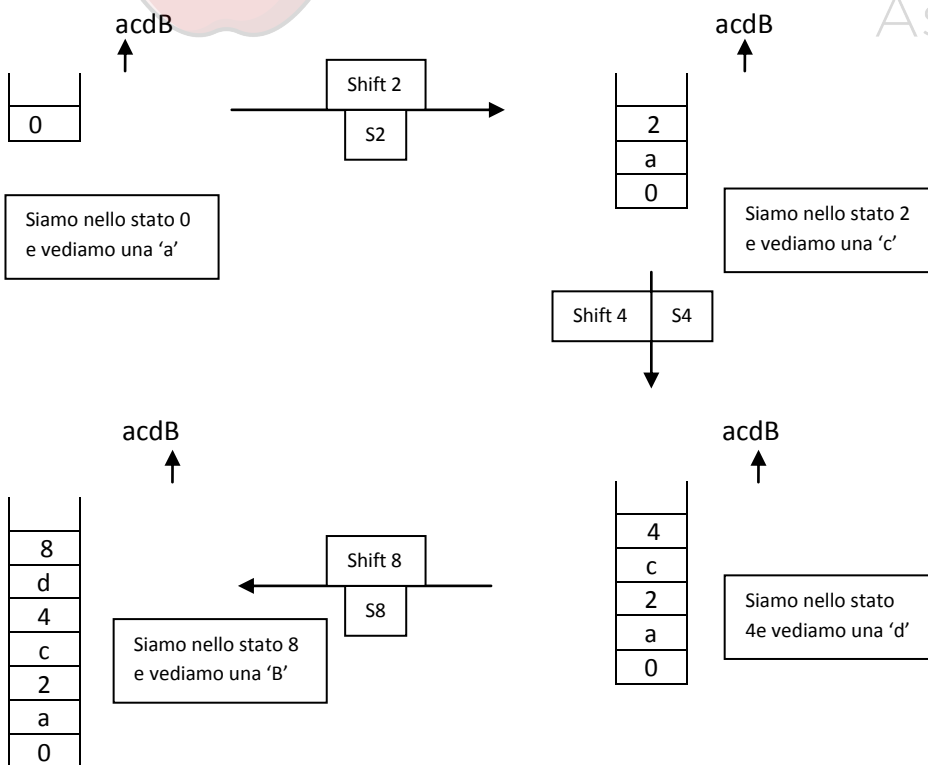 acdB
acdB
As
0
Shift 2
S2
2
a
0
Siamo nello stato 0
e vediamo una ‘a’
Siamo nello stato 2
e vediamo una ‘c’
Shift 4
S4
acdB
acdB
8
d
4
c
2
a
0
Shift 8
S8
Siamo nello stato 8
e vediamo una ‘B’
4
c
2
a
0
Siamo nello stato
4e vediamo una ‘d’